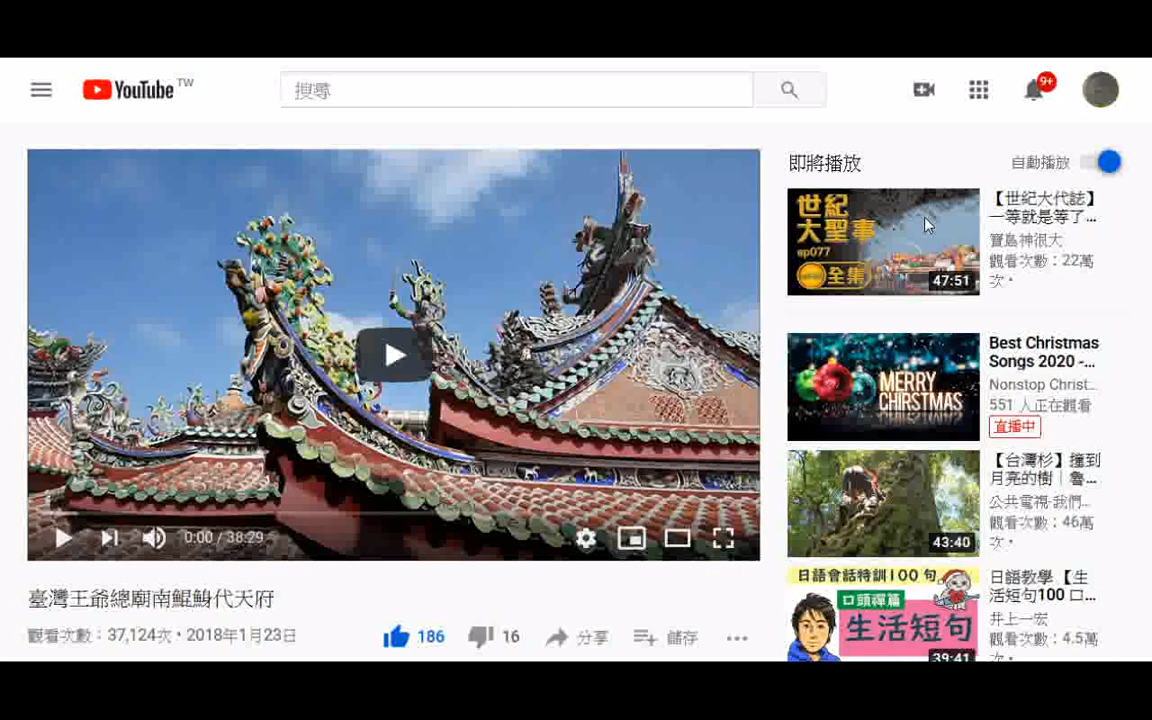 YouTube TW
搜尋
9+
即將播放
自動播放
世紀
大聖事
ep077
全集
47:51
【世紀大代誌】
一等就是等了...
寶島神很大
觀看次數：22萬
次・
MERRY
CHIRSTMAS
Best Christmas
Songs 2020 -...
Nonstop Christ...
551 人正在觀看
直播中
43:40
【台灣杉】撞到
月亮的樹｜魯...
公共電視-我們...
觀看次數：46萬
次・
日語會話特訓100句
口頭禪篇
生活短句
39:41
日語教學【生
活短句100 口...
井上一宏
觀看次數：4.5萬
次・
0:00 / 38:29
臺灣王爺總廟南鯤鯓代天府
觀看次數：37,124次・2018年1月23日
186
16
分享
儲存